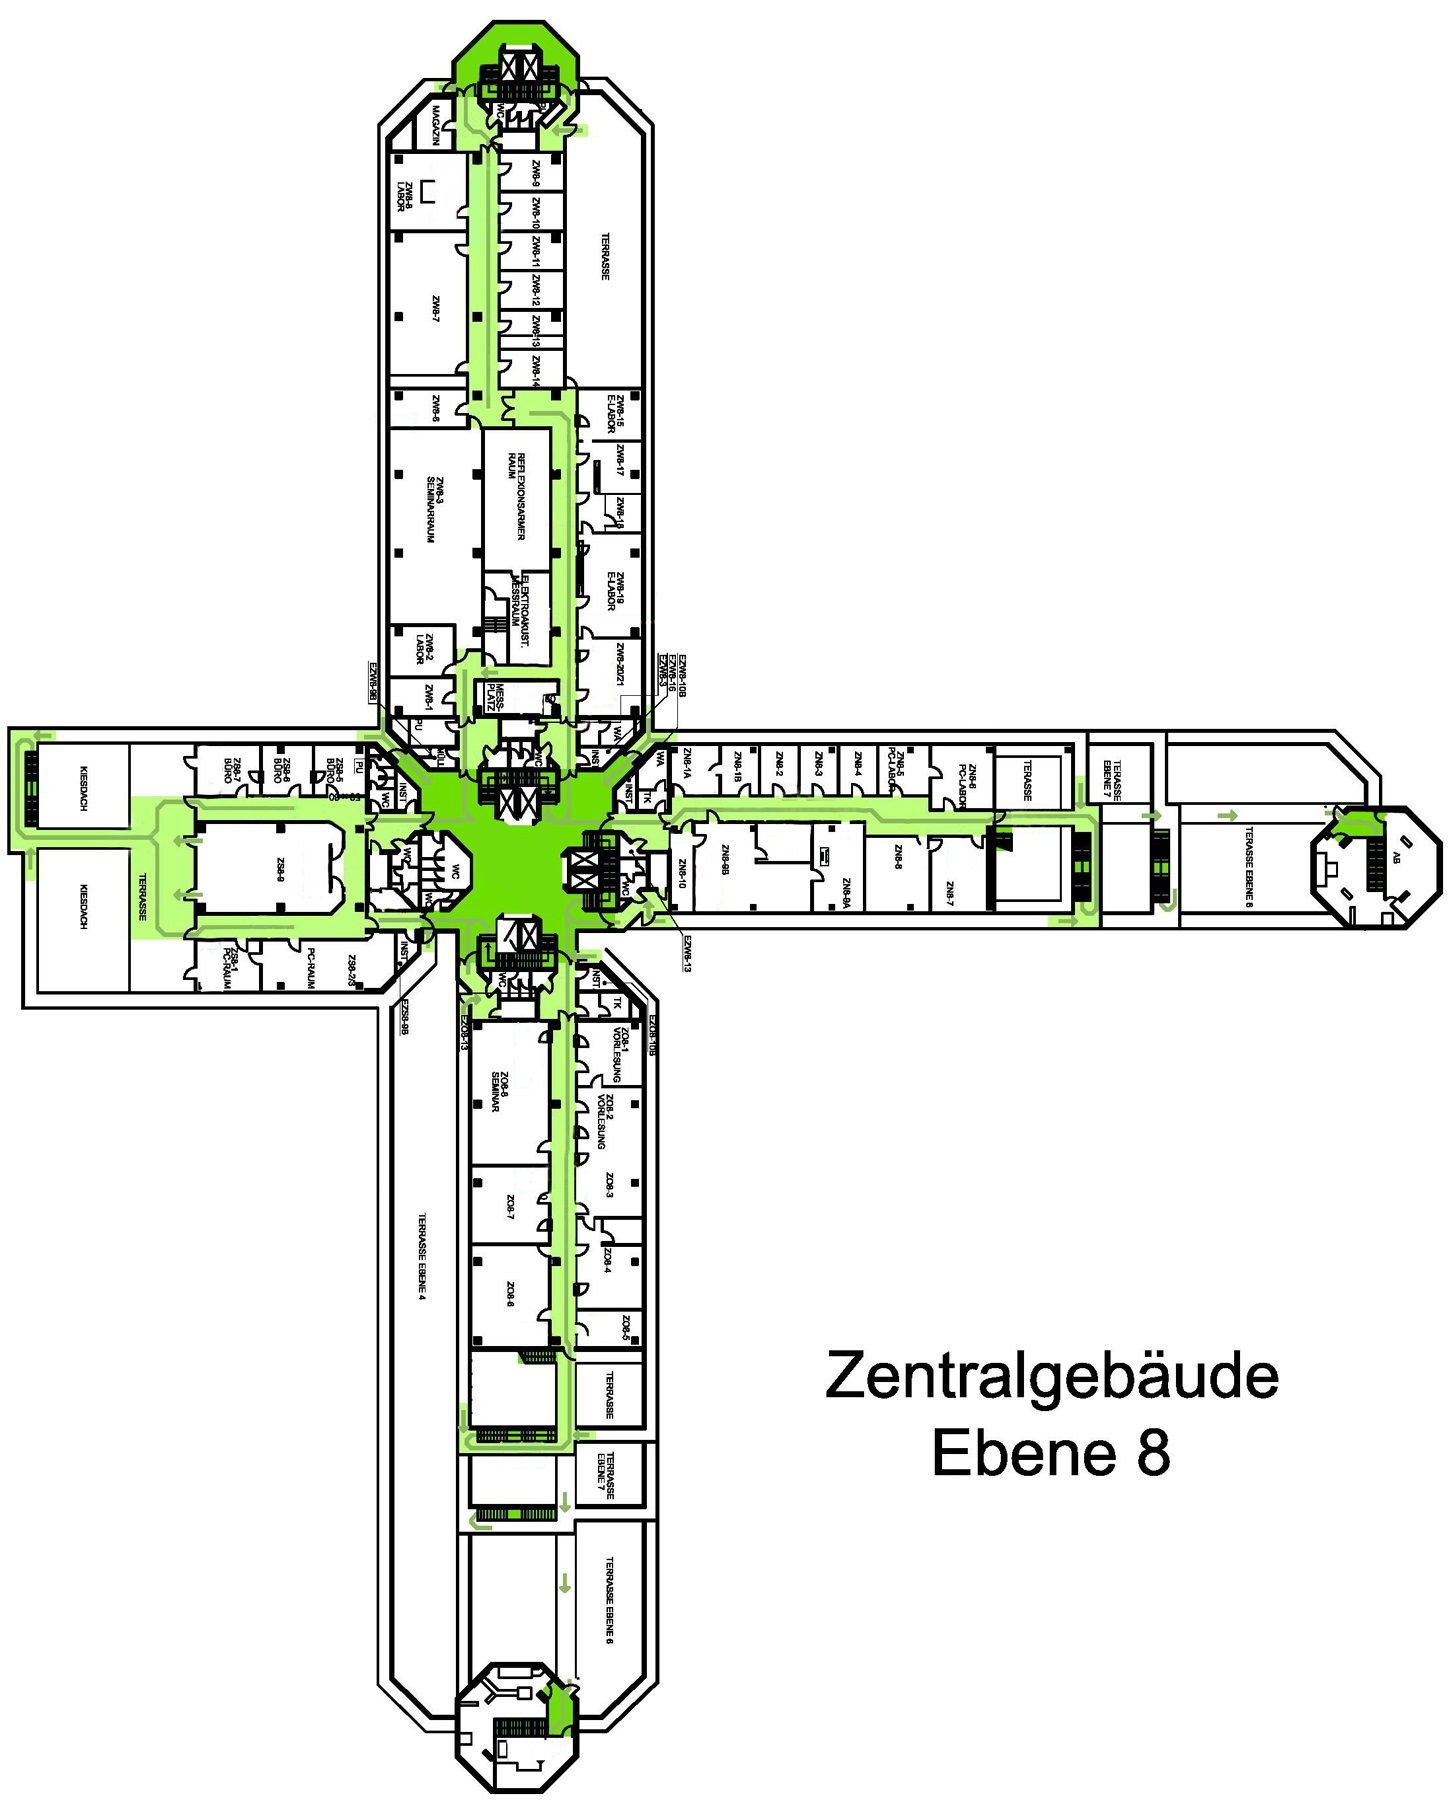 MAGAZIN
WC
ZW8-8
LABOR
ZW8-9
ZW8-10
ZW8-11
ZW8-12
ZW8-13
ZW8-14
TERRASSE
ZW8-7
ZW8-6
ZW8-15
E-LABOR
ZW8-17
ZW8-18
ZW8-3
SEMINARRAUM
REFLEXIONSARMER
RAUM
ZW8-19
E-LABOR
ELEKTROAKUST.
MESSRAUM
ZW8-2
LABOR
ZW8-20/21
ZW8-1
MESS-
PLATZ
EZW8-9B
EZW8-10B
EZW8-16
EZW8-3
PU
MÜLL
WC
WA
INST
KIESDACH
ZS8-7
BÜRO
ZS8-6
BÜRO
ZS8-5
BÜRO
PU
WC
INST
WA
INST
TK
ZN8-1A
ZN8-1B
ZN8-2
ZN8-3
ZN8-4
ZN8-5
PC-LABOR
ZN8-6
PC-LABOR
TERRASSE
TERASSE
EBENE 7
TERASSE EBENE 6
AB
KIESDACH
TERRASSE
ZS8-9
WC
WC
WC
WC
ZN8-10
ZN8-9B
ZN8-9A
ZN8-8
ZN8-7
ZS8-1
PC-RAUM
PC-RAUM
ZS8-2/3
INST
EZS8-9B
EZW8-13
WC
INST.
TK
EZO8-13
EZO8-10B
ZO8-8
SEMINAR
ZO8-1
VORLESUNG
ZO8-2
VORLESUNG
ZO8-3
ZO8-7
ZO8-4
ZO8-6
ZO8-5
TERRASSE EBENE 4
TERRASSE
TERRASSE
EBENE 7
TERRASSE EBENE 6
Zentralgebäude
Ebene 8